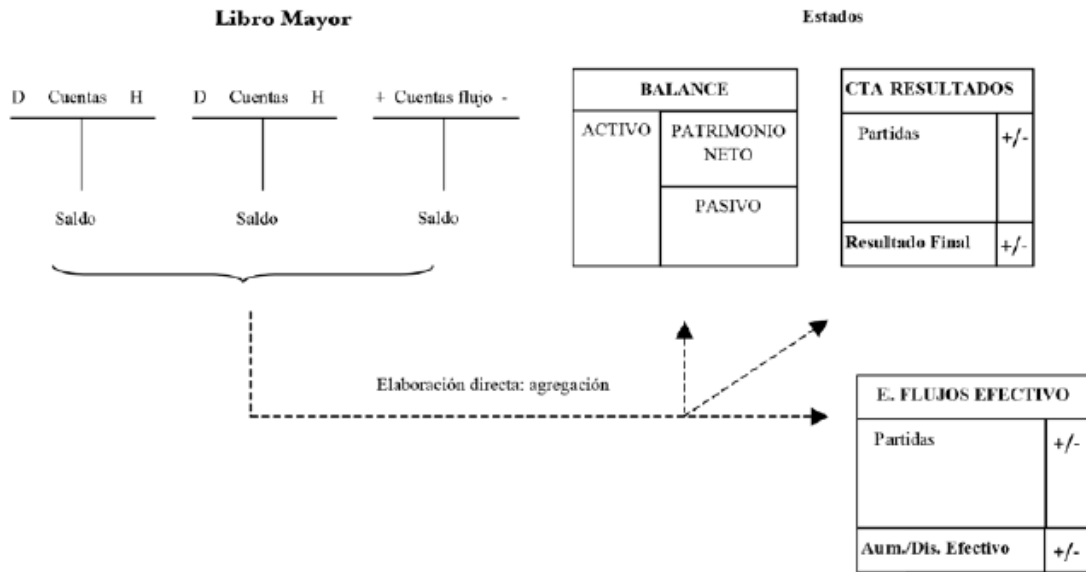 Libro Mayor
Estados
D Cuentas H
D Cuentas H
+ Cuentas flujo -
Saldo
Saldo
Saldo
BALANCE
ACTIVO
PATRIMONIO
NETO
PASIVO
CTA RESULTADOS
Partidas
+/-
Resultado Final
+/-
Elaboración directa: agregación
E. FLUJOS EFECTIVO
Partidas
+/-
Aum./Dis. Efectivo
+/-